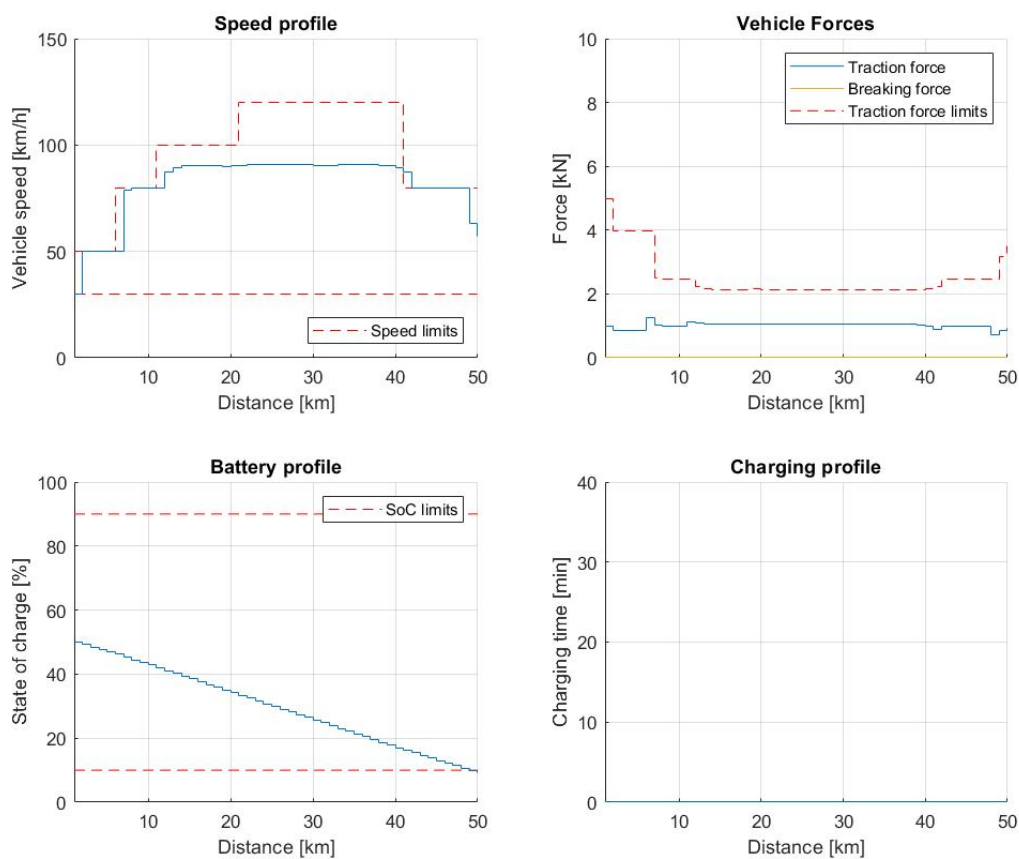 Speed profile
150
100
50
0
Vehicle speed [km/h]
Speed limits
10 20 30 40 50
Distance [km]
Vehicle Forces
10
8
6
4
2
0
Force [kN]
Traction force
Breaking force
Traction force limits
10 20 30 40 50
Distance [km]
Battery profile
100
80
60
40
20
0
State of charge [%]
SoC limits
10 20 30 40 50
Distance [km]
Charging profile
40
30
20
10
0
Charging time [min]
10 20 30 40 50
Distance [km]